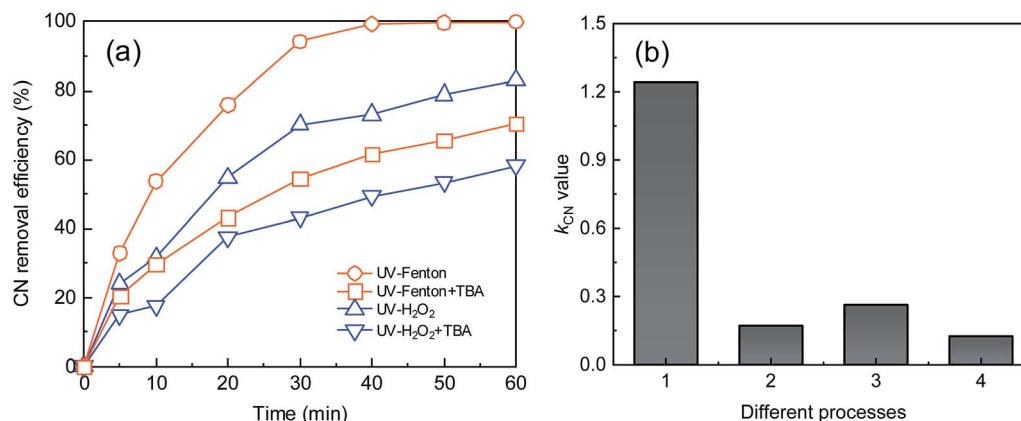 (a)
CN removal efficiency (%)
100
80
60
40
20
0
0 10 20 30 40 50 60
Time (min)
UV-Fenton
UV-Fenton+TBA
UV-H₂O₂
UV-H₂O₂+TBA
(b)
k_CN value
1.5
1.2
0.9
0.6
0.3
0.0
1 2 3 4
Different processes